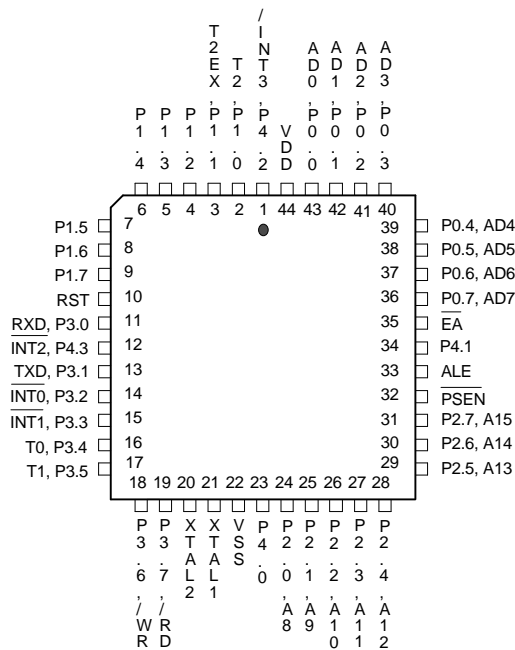 P1.4
P1.3
P1.2
T2EX,P1.1
T2,P1.0
/INT3,P4.2
VDD
AD0,P0.0
AD1,P0.1
AD2,P0.2
AD3,P0.3
6
5
4
3
2
1
44
43
42
41
40
P1.5
7
P1.6
8
P1.7
9
RST
10
RXD, P3.0
11
INT2, P4.3
12
TXD, P3.1
13
INT0, P3.2
14
INT1, P3.3
15
T0, P3.4
16
T1, P3.5
17
39
P0.4, AD4
38
P0.5, AD5
37
P0.6, AD6
36
P0.7, AD7
35
EA
34
P4.1
33
ALE
32
PSEN
31
P2.7, A15
30
P2.6, A14
29
P2.5, A13
18
19
20
21
22
23
24
25
26
27
28
P3.6,/WR
P3.7,/RD
XTAL2
XTAL1
VSS
P4.0
P2.0,A8
P2.1,A9
P2.2,A10
P2.3,A11
P2.4,A12